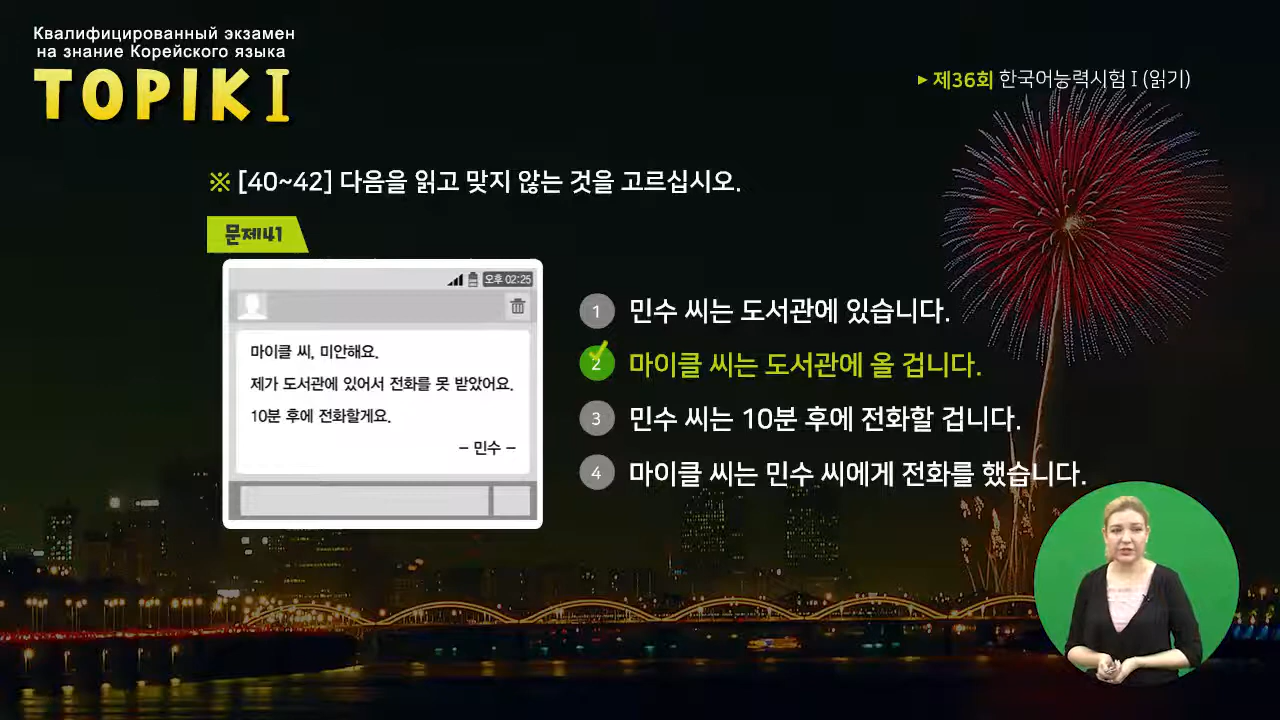 Квалифицированный экзамен
на знание Корейского языка
TOPIK I
▶ 제36회 한국어능력시험 I (읽기)
※ [40~42] 다음을 읽고 맞지 않는 것을 고르십시오.
문제41
오후 02:25
마이클 씨, 미안해요.
제가 도서관에 있어서 전화를 못 받았어요.
10분 후에 전화할게요.
– 민수 –
1 민수 씨는 도서관에 있습니다.
2 마이클 씨는 도서관에 올 겁니다.
3 민수 씨는 10분 후에 전화할 겁니다.
4 마이클 씨는 민수 씨에게 전화를 했습니다.